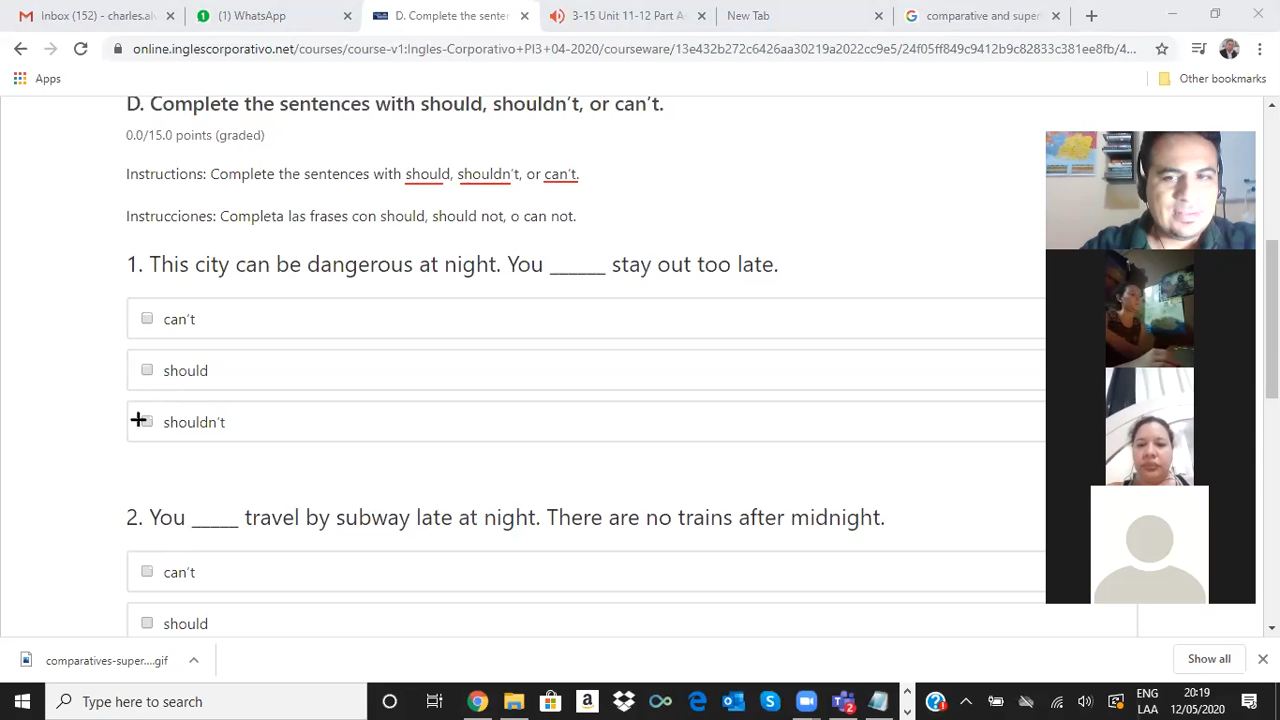 Inbox (152) - charles.al
(1) WhatsApp
D. Complete the senter
3-15 Unit 11-12 Part A
New Tab
comparative and super
online.inglescorporativo.net/courses/course-v1:Ingles-Corporativo+PI3+04-2020/courseware/13e432b272c6426aa30219a2022cc9e5/24f05ff849c9412b9c82833c381ee8fb/4...
Apps
Other bookmarks
D. Complete the sentences with should, shouldn't, or can't.
0.0/15.0 points (graded)
Instructions: Complete the sentences with should, shouldn't, or can't.
Instrucciones: Completa las frases con should, should not, o can not.
1. This city can be dangerous at night. You ______ stay out too late.
can't
should
shouldn't
2. You _____ travel by subway late at night. There are no trains after midnight.
can't
should
comparatives-super....gif
Show all
Type here to search
ENG
LAA
20:19
12/05/2020